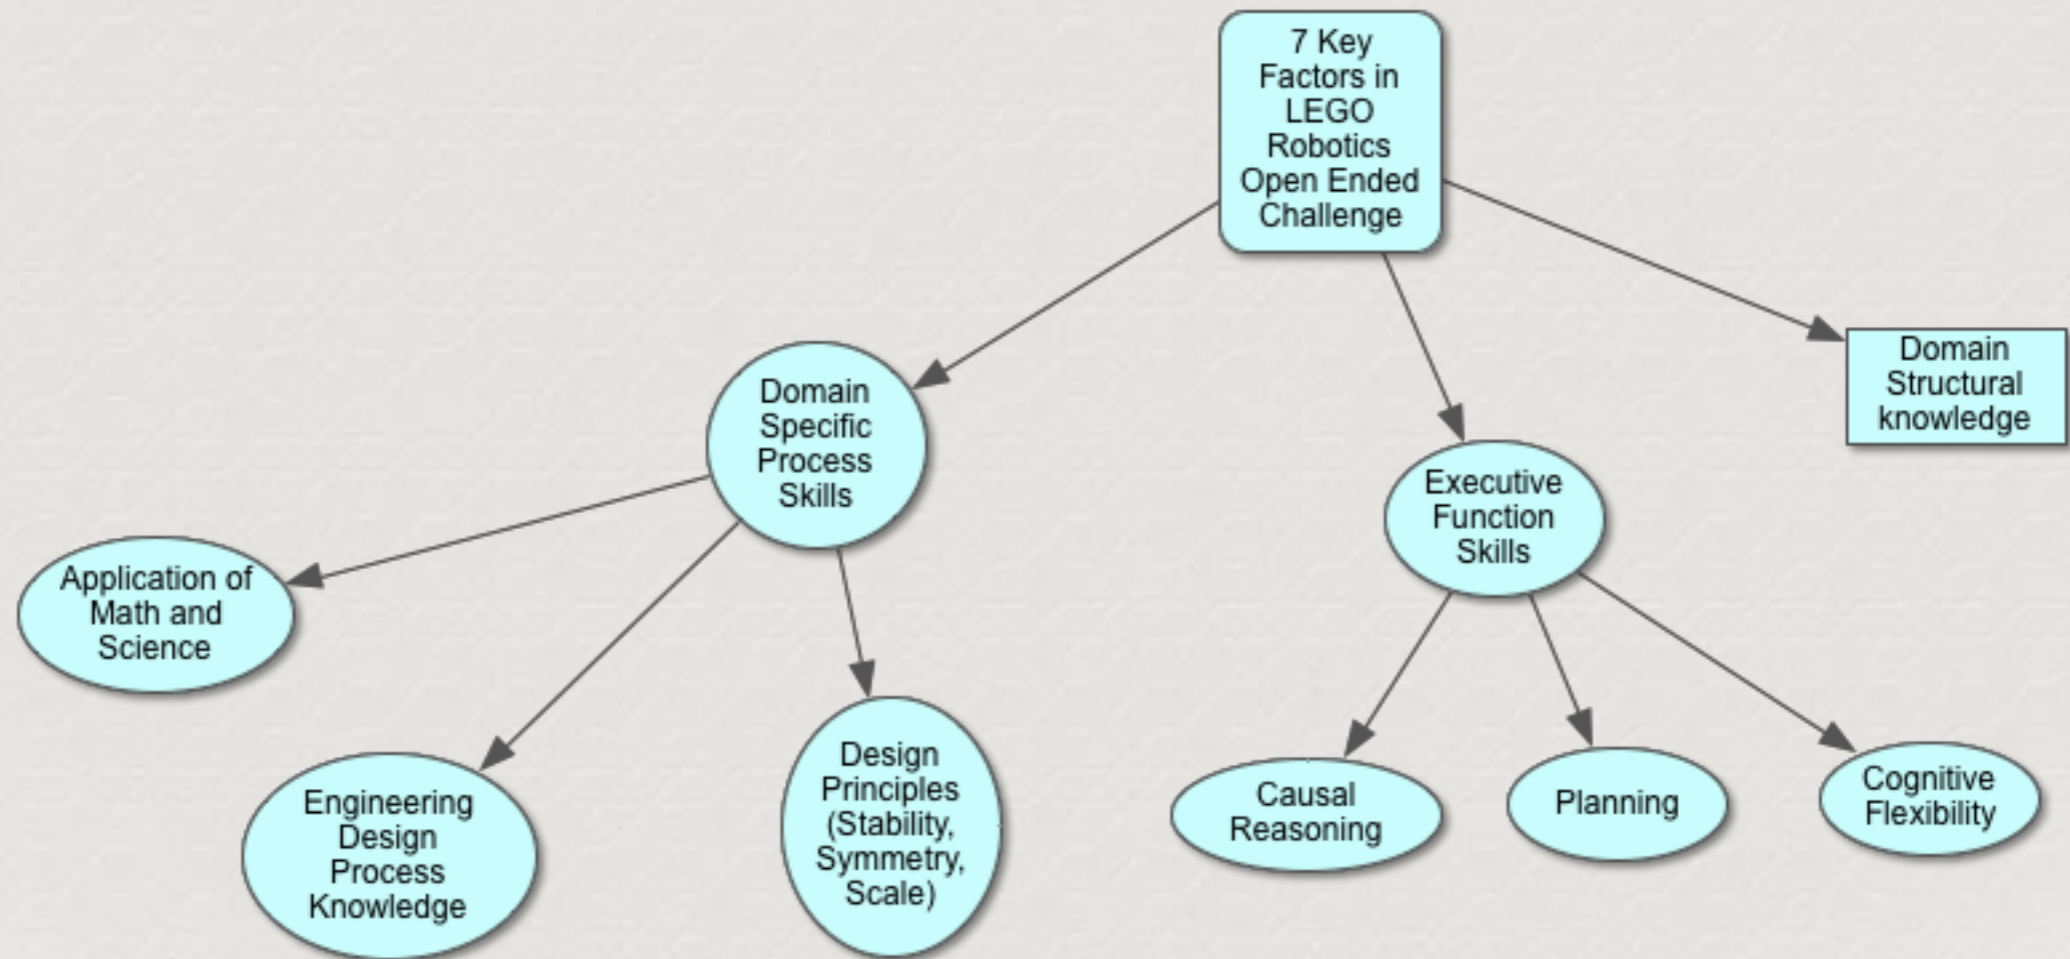 7 Key
Factors in
LEGO
Robotics
Open Ended
Challenge
Domain
Specific
Process
Skills
Executive
Function
Skills
Domain
Structural
knowledge
Application of
Math and
Science
Engineering
Design
Process
Knowledge
Design
Principles
(Stability,
Symmetry,
Scale)
Causal
Reasoning
Planning
Cognitive
Flexibility